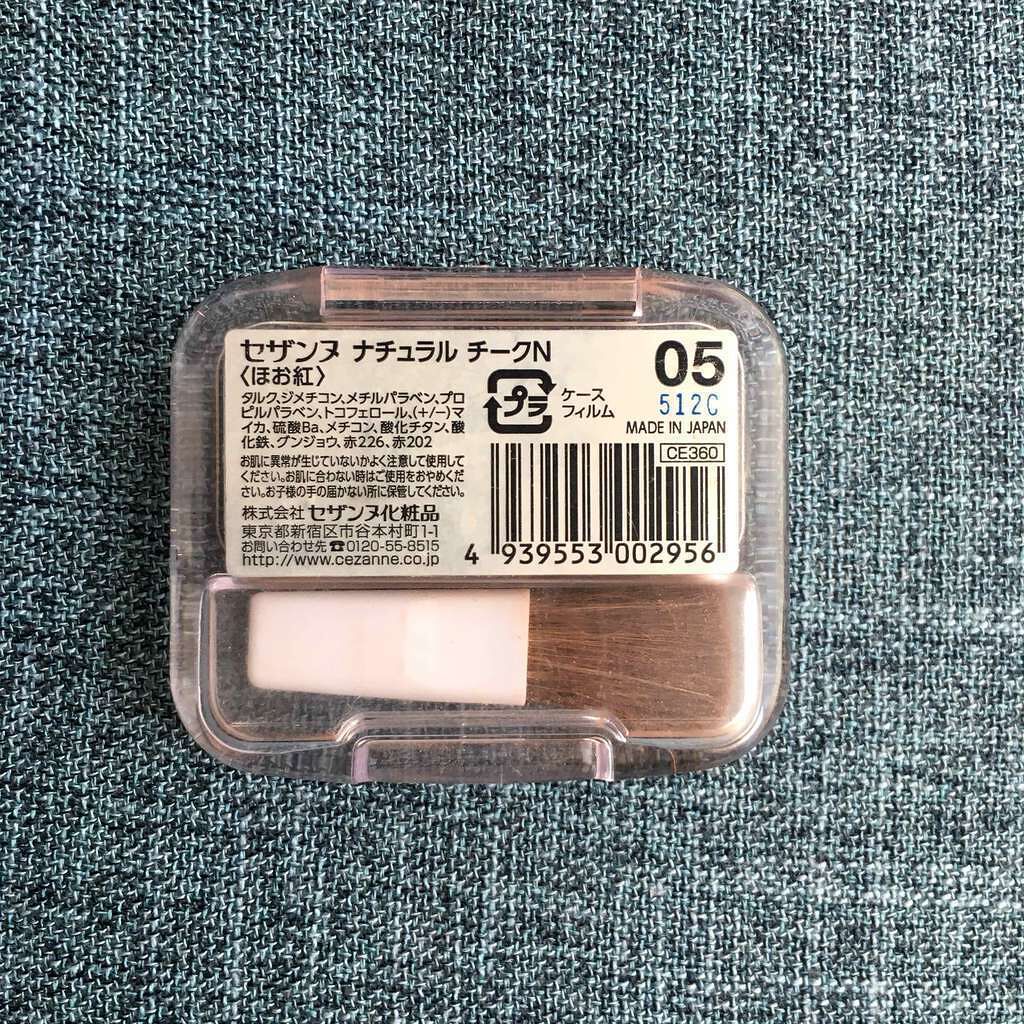 セザンヌ ナチュラル チークN
〈ほお紅〉
タルク、ジメチコン、メチルパラベン、プロ
ピルパラベン、トコフェロール、(+/−)マ
イカ、硫酸Ba、メチコン、酸化チタン、酸
化鉄、グンジョウ、赤226、赤202
お肌に異常が生じていないかよく注意して使用して
ください。お肌に合わない時はご使用をおやめくだ
さい。お子様の手の届かない所に保管してください。
株式会社 セザンヌ化粧品
東京都新宿区市谷本村町1-1
お問い合わせ先☎0120-55-8515
http://www.cezanne.co.jp
プラ
ケース
フィルム
05
512C
MADE IN JAPAN
CE360
4 939553 002956